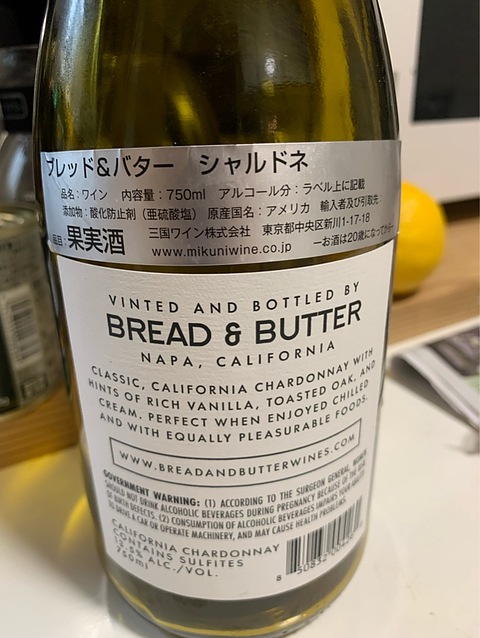 ブレッド&バター シャルドネ
品名：ワイン 内容量：750ml アルコール分：ラベル上に記載
添加物：酸化防止剤（亜硫酸塩） 原産国名：アメリカ 輸入者及び引取先：
品目：果実酒 三国ワイン株式会社 東京都中央区新川1-17-18
www.mikuniwine.co.jp ーお酒は20歳になってからー
VINTED AND BOTTLED BY
BREAD & BUTTER
NAPA, CALIFORNIA
CLASSIC, CALIFORNIA CHARDONNAY WITH
HINTS OF RICH VANILLA, TOASTED OAK, AND
CREAM. PERFECT WHEN ENJOYED CHILLED
AND WITH EQUALLY PLEASURABLE FOODS.
WWW.BREADANDBUTTERWINES.COM
GOVERNMENT WARNING: (1) ACCORDING TO THE SURGEON GENERAL, WOMEN
SHOULD NOT DRINK ALCOHOLIC BEVERAGES DURING PREGNANCY BECAUSE OF THE RISK
OF BIRTH DEFECTS. (2) CONSUMPTION OF ALCOHOLIC BEVERAGES IMPAIRS YOUR ABILITY
TO DRIVE A CAR OR OPERATE MACHINERY, AND MAY CAUSE HEALTH PROBLEMS.
CALIFORNIA CHARDONNAY
CONTAINS SULFITES
13.5% ALC./VOL.
750ml